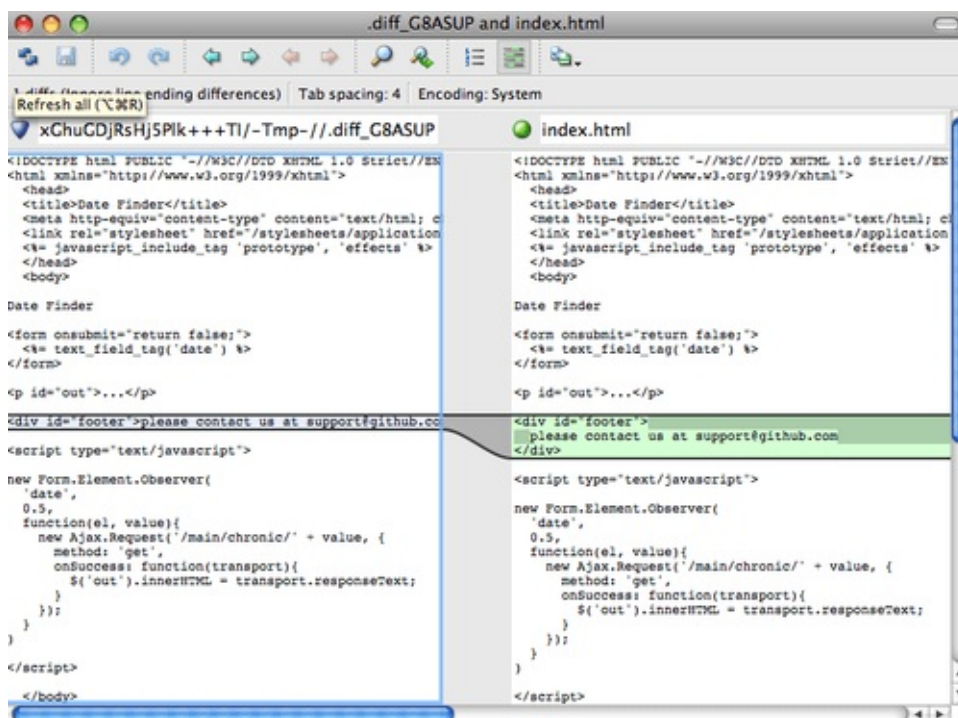 .diff_G8ASUP and index.html
1 diffs (Ignore line ending differences) Tab spacing: 4 Encoding: System
Refresh all (⌥⌘R)
xGhuGDjRsHj5Plk+++TI/-Tmp-//.diff_G8ASUP
<!DOCTYPE html PUBLIC "-//W3C//DTD XHTML 1.0 Strict//EN
<html xmlns="http://www.w3.org/1999/xhtml">
<head>
<title>Date Finder</title>
<meta http-equiv="content-type" content="text/html; c
<link rel="stylesheet" href="/stylesheets/application
<%= javascript_include_tag 'prototype', 'effects' %>
</head>
<body>
Date Finder
<form onsubmit="return false;">
<%= text_field_tag('date') %>
</form>
<p id="out">...</p>
<div id="footer">please contact us at support@github.co
<script type="text/javascript">
new Form.Element.Observer(
'date',
0.5,
function(el, value){
new Ajax.Request('/main/chronic/' + value, {
method: 'get',
onSuccess: function(transport){
$('out').innerHTML = transport.responseText;
}
});
}
)
</script>
</body>
index.html
<!DOCTYPE html PUBLIC "-//W3C//DTD XHTML 1.0 Strict//EN
<html xmlns="http://www.w3.org/1999/xhtml">
<head>
<title>Date Finder</title>
<meta http-equiv="content-type" content="text/html; c
<link rel="stylesheet" href="/stylesheets/application
<%= javascript_include_tag 'prototype', 'effects' %>
</head>
<body>
Date Finder
<form onsubmit="return false;">
<%= text_field_tag('date') %>
</form>
<p id="out">...</p>
<div id="footer">
please contact us at support@github.com
</div>
<script type="text/javascript">
new Form.Element.Observer(
'date',
0.5,
function(el, value){
new Ajax.Request('/main/chronic/' + value, {
method: 'get',
onSuccess: function(transport){
$('out').innerHTML = transport.responseText;
}
});
}
)
</script>